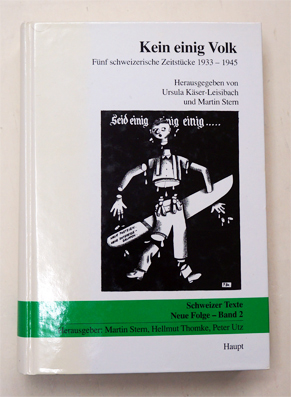 Kein einig Volk
Fünf schweizerische Zeitstücke 1933 – 1945
Herausgegeben von
Ursula Käser-Leisibach
und Martin Stern
Seid einig einig einig.....
Schweizer Texte
Neue Folge – Band 2
Herausgeber: Martin Stern, Hellmut Thomke, Peter Utz
Haupt